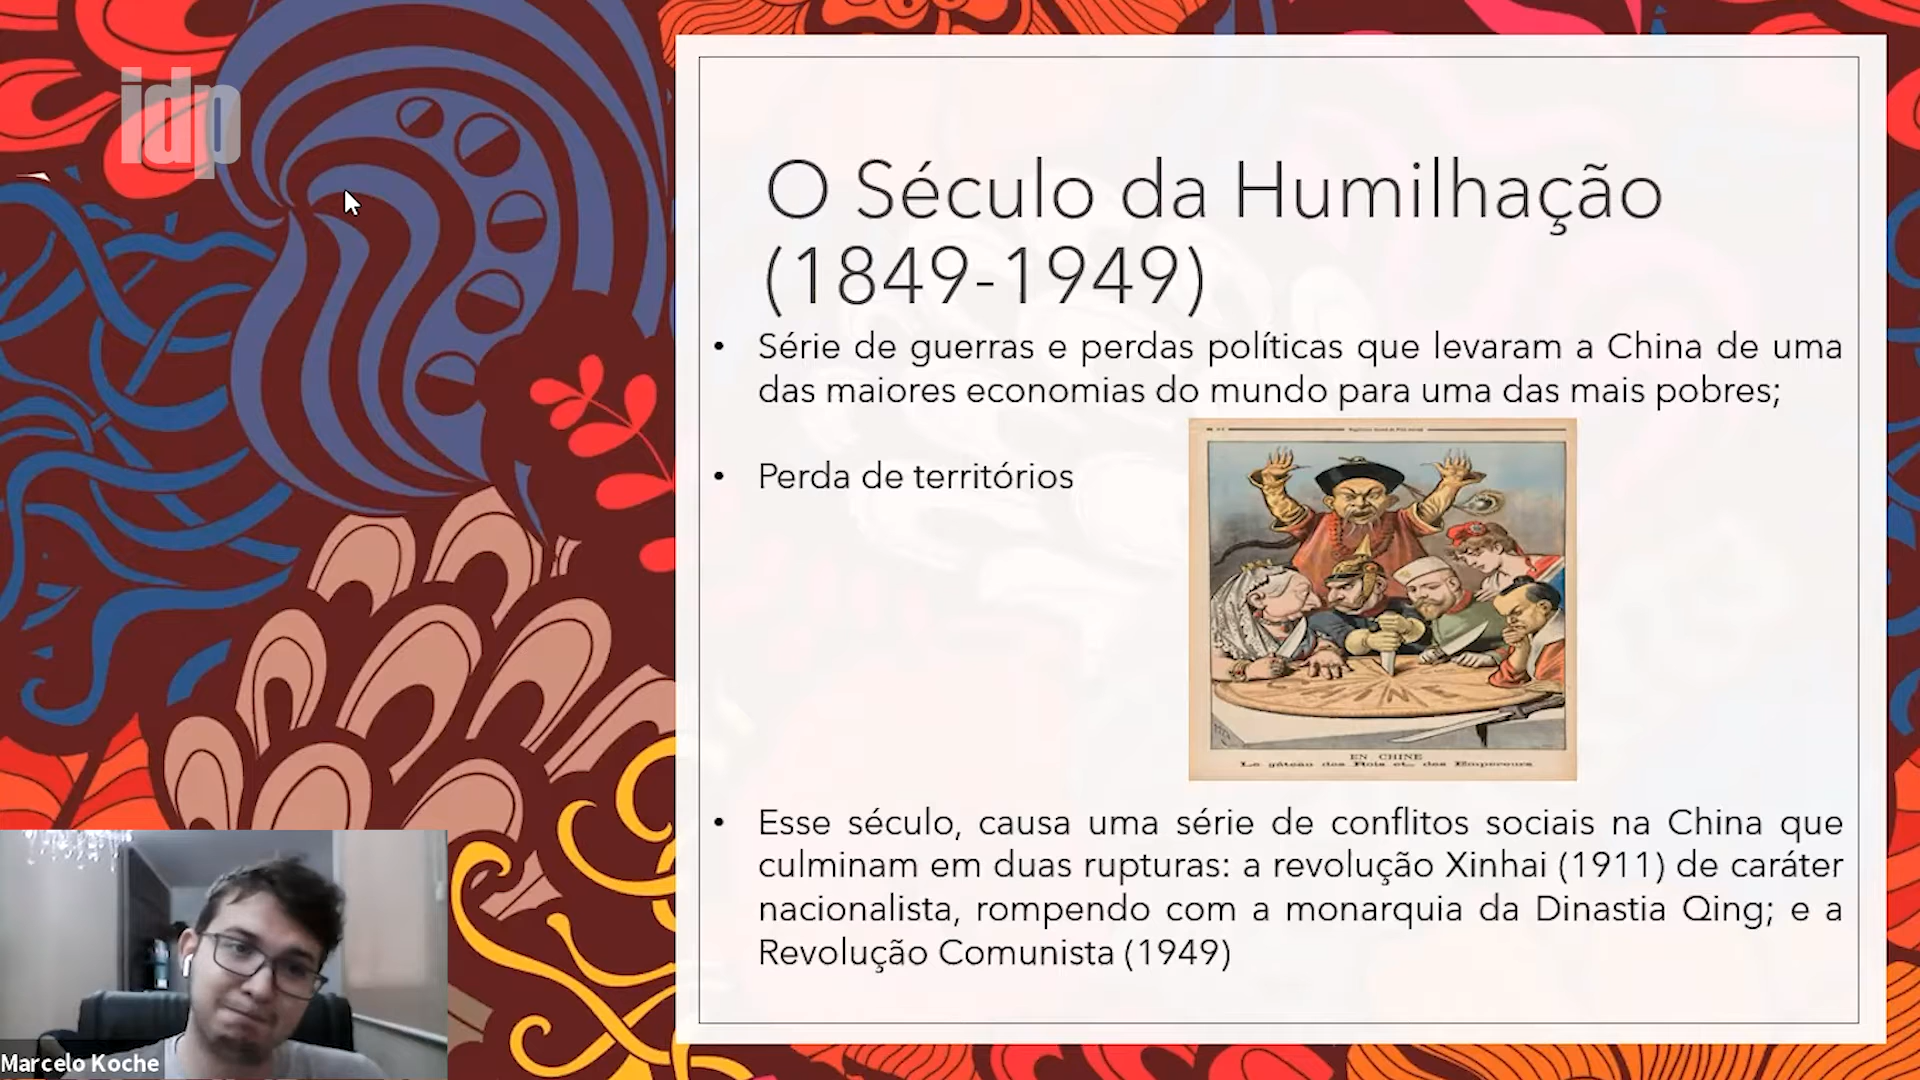 idp
O Século da Humilhação
(1849-1949)
• Série de guerras e perdas políticas que levaram a China de uma
das maiores economias do mundo para uma das mais pobres;
• Perda de territórios
CHINE
EN CHINE
Le gâteau des Rois et... des Empereurs
• Esse século, causa uma série de conflitos sociais na China que
culminam em duas rupturas: a revolução Xinhai (1911) de caráter
nacionalista, rompendo com a monarquia da Dinastia Qing; e a
Revolução Comunista (1949)
Marcelo Koche